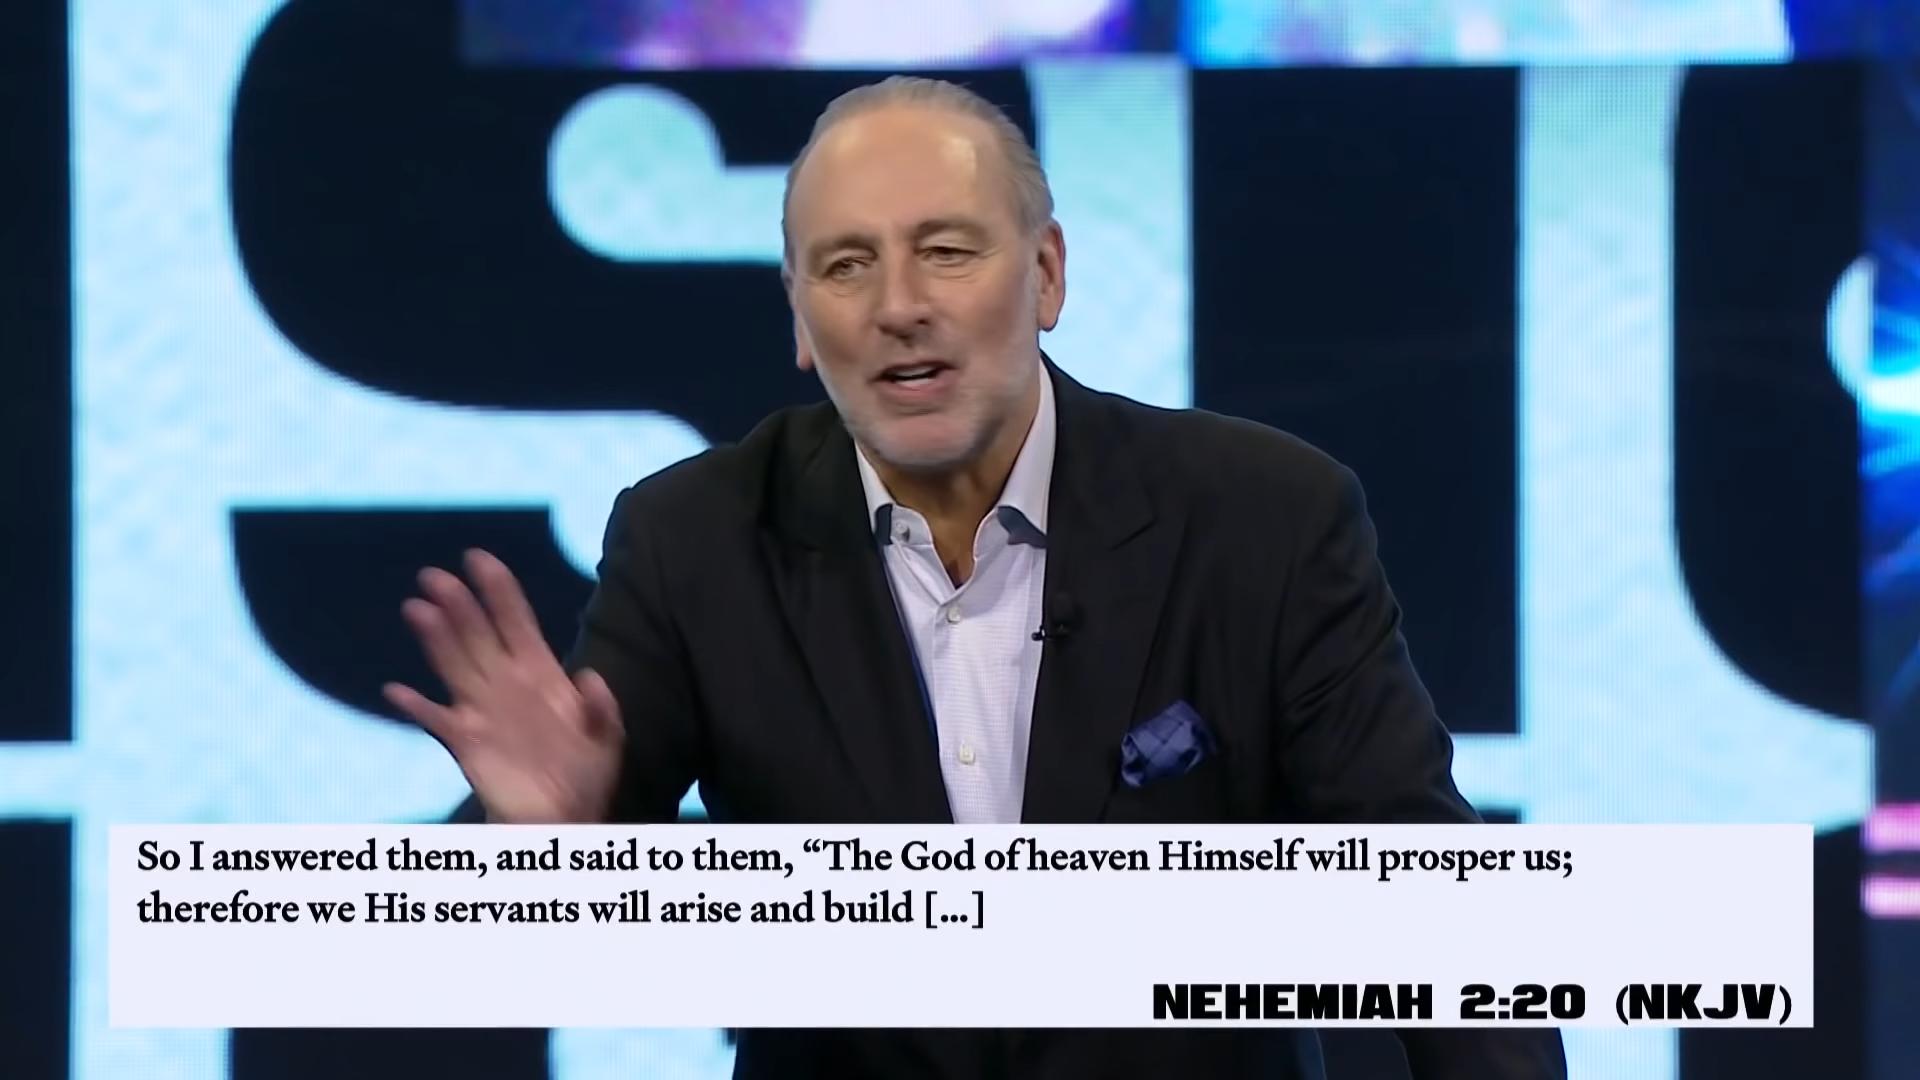 So I answered them, and said to them, “The God of heaven Himself will prosper us;
therefore we His servants will arise and build [...]
NEHEMIAH 2:20 (NKJV)